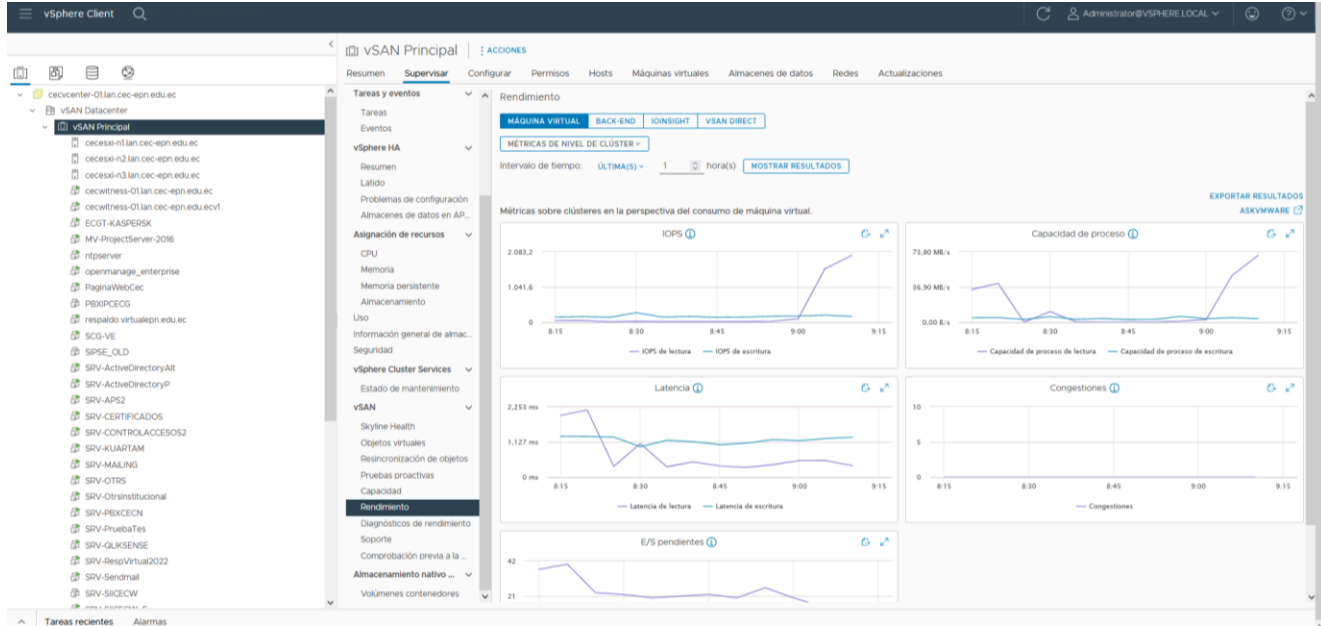 vSphere Client
Administrator@VSPHERE.LOCAL
cecvcenter-01.lan.cec-epn.edu.ec
vSAN Datacenter
vSAN Principal
cecesxi-n1.lan.cec-epn.edu.ec
cecesxi-n2.lan.cec-epn.edu.ec
cecesxi-n3.lan.cec-epn.edu.ec
cecwitness-01.lan.cec-epn.edu.ec
cecwitness-01.lan.cec-epn.edu.ecv1
ECGT-KASPERSK
MV-ProjectServer-2016
ntpserver
openmanage_enterprise
PaginaWebCec
PBXIPCECG
respaldo.virtualepn.edu.ec
SCG-VE
SIPSE_OLD
SRV-ActiveDirectoryAlt
SRV-ActiveDirectoryP
SRV-APS2
SRV-CERTIFICADOS
SRV-CONTROLACCESOS2
SRV-KUARTAM
SRV-MAILING
SRV-OTRS
SRV-OtrsInstitucional
SRV-PBXCECN
SRV-PruebaTes
SRV-QLIKSENSE
SRV-RespVirtual2022
SRV-Sendmail
SRV-SIICECW
vSAN Principal
ACCIONES
Resumen Supervisar Configurar Permisos Hosts Máquinas virtuales Almacenes de datos Redes Actualizaciones
Tareas y eventos
Tareas
Eventos
vSphere HA
Resumen
Latido
Problemas de configuración
Almacenes de datos en AP...
Asignación de recursos
CPU
Memoria
Memoria persistente
Almacenamiento
Uso
Información general de almac...
Seguridad
vSphere Cluster Services
Estado de mantenimiento
vSAN
Skyline Health
Objetos virtuales
Resincronización de objetos
Pruebas proactivas
Capacidad
Rendimiento
Diagnósticos de rendimiento
Soporte
Comprobación previa a la ...
Almacenamiento nativo ...
Volúmenes contenedores
Rendimiento
MÁQUINA VIRTUAL BACK-END IOINSIGHT VSAN DIRECT
MÉTRICAS DE NIVEL DE CLÚSTER
Intervalo de tiempo: ÚLTIMA(S) 1 hora(s) MOSTRAR RESULTADOS
EXPORTAR RESULTADOS
Métricas sobre clústeres en la perspectiva del consumo de máquina virtual.
ASKVMWARE
IOPS
2.083,2
1.041,6
0
8:15 8:30 8:45 9:00 9:15
IOPS de lectura IOPS de escritura
Capacidad de proceso
73,80 MB/s
36,90 MB/s
0,00 B/s
8:15 8:30 8:45 9:00 9:15
Capacidad de proceso de lectura Capacidad de proceso de escritura
Latencia
2,253 ms
1,127 ms
0 ms
8:15 8:30 8:45 9:00 9:15
Latencia de lectura Latencia de escritura
Congestiones
10
5
0
8:15 8:30 8:45 9:00 9:15
Congestiones
E/S pendientes
42
21
Tareas recientes Alarmas